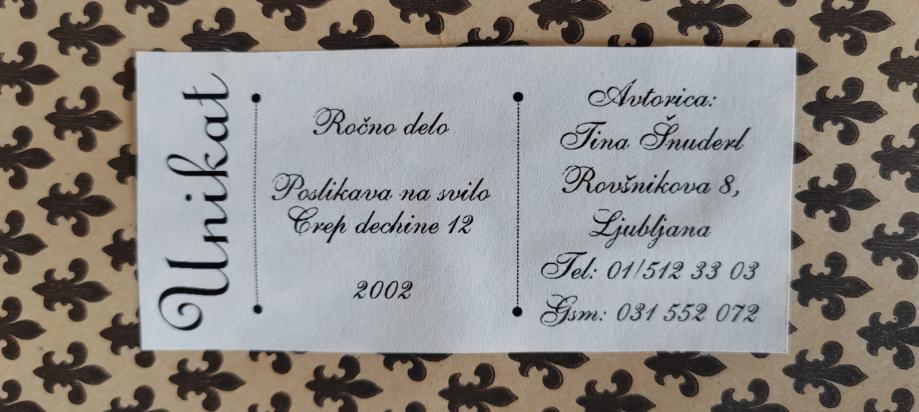 Unikat
Ročno delo
Poslikava na svilo
Crep dechine 12
2002
Avtorica:
Tina Šnuderl
Rovšnikova 8,
Ljubljana
Tel: 01/512 33 03
Gsm: 031 552 072